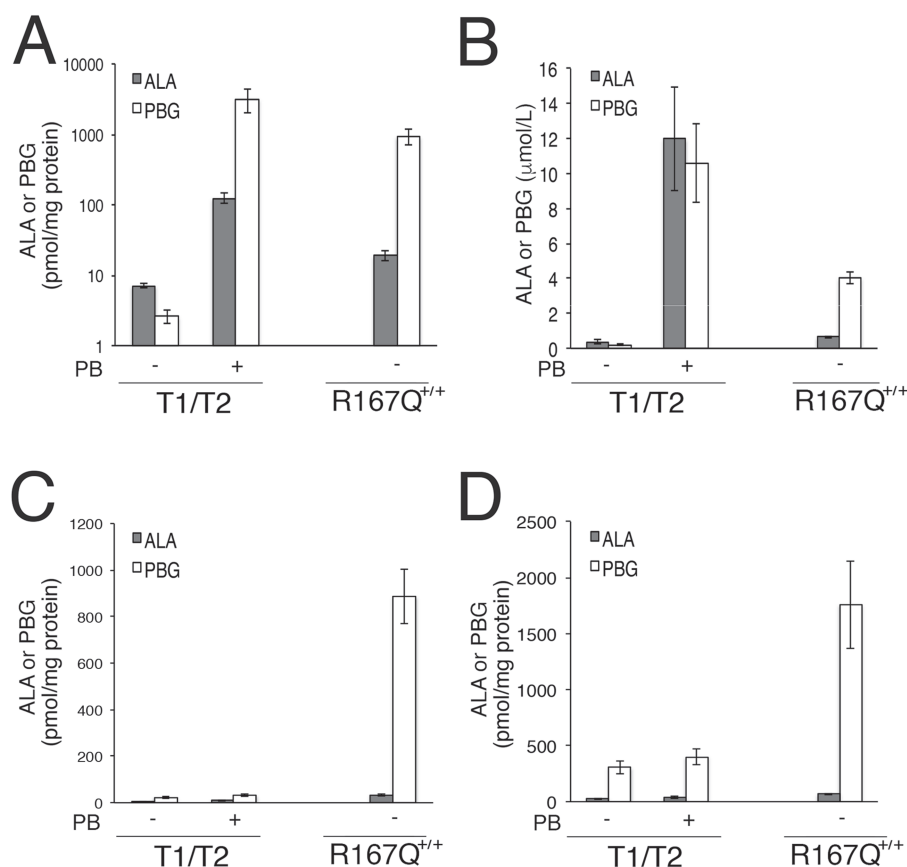 A
10000
1000
100
10
1
ALA or PBG
(pmol/mg protein)
ALA
PBG
PB - + -
T1/T2 R167Q+/+
B
16
14
12
10
8
6
4
2
0
ALA or PBG (μmol/L)
ALA
PBG
PB - + -
T1/T2 R167Q+/+
C
1200
1000
800
600
400
200
0
ALA or PBG
(pmol/mg protein)
ALA
PBG
PB - + -
T1/T2 R167Q+/+
D
2500
2000
1500
1000
500
0
ALA or PBG
(pmol/mg protein)
ALA
PBG
PB - + -
T1/T2 R167Q+/+